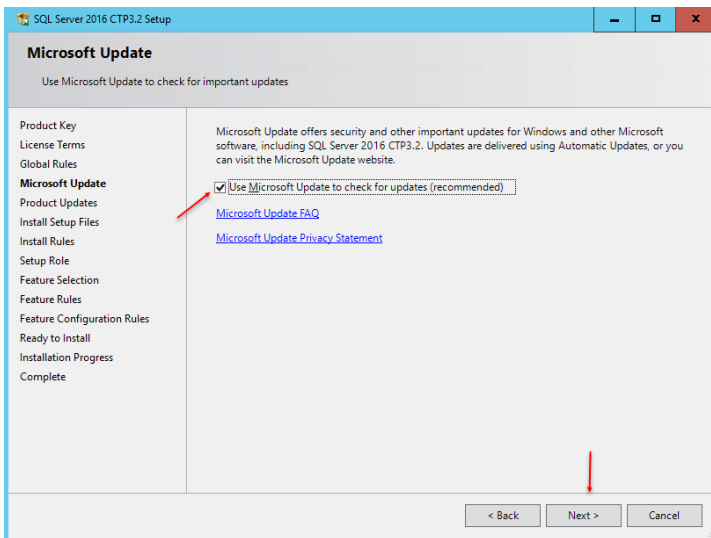 SQL Server 2016 CTP3.2 Setup
Microsoft Update
Use Microsoft Update to check for important updates
Product Key
License Terms
Global Rules
Microsoft Update
Product Updates
Install Setup Files
Install Rules
Setup Role
Feature Selection
Feature Rules
Feature Configuration Rules
Ready to Install
Installation Progress
Complete
Microsoft Update offers security and other important updates for Windows and other Microsoft
software, including SQL Server 2016 CTP3.2. Updates are delivered using Automatic Updates, or you
can visit the Microsoft Update website.
Use Microsoft Update to check for updates (recommended)
Microsoft Update FAQ
Microsoft Update Privacy Statement
< Back Next > Cancel